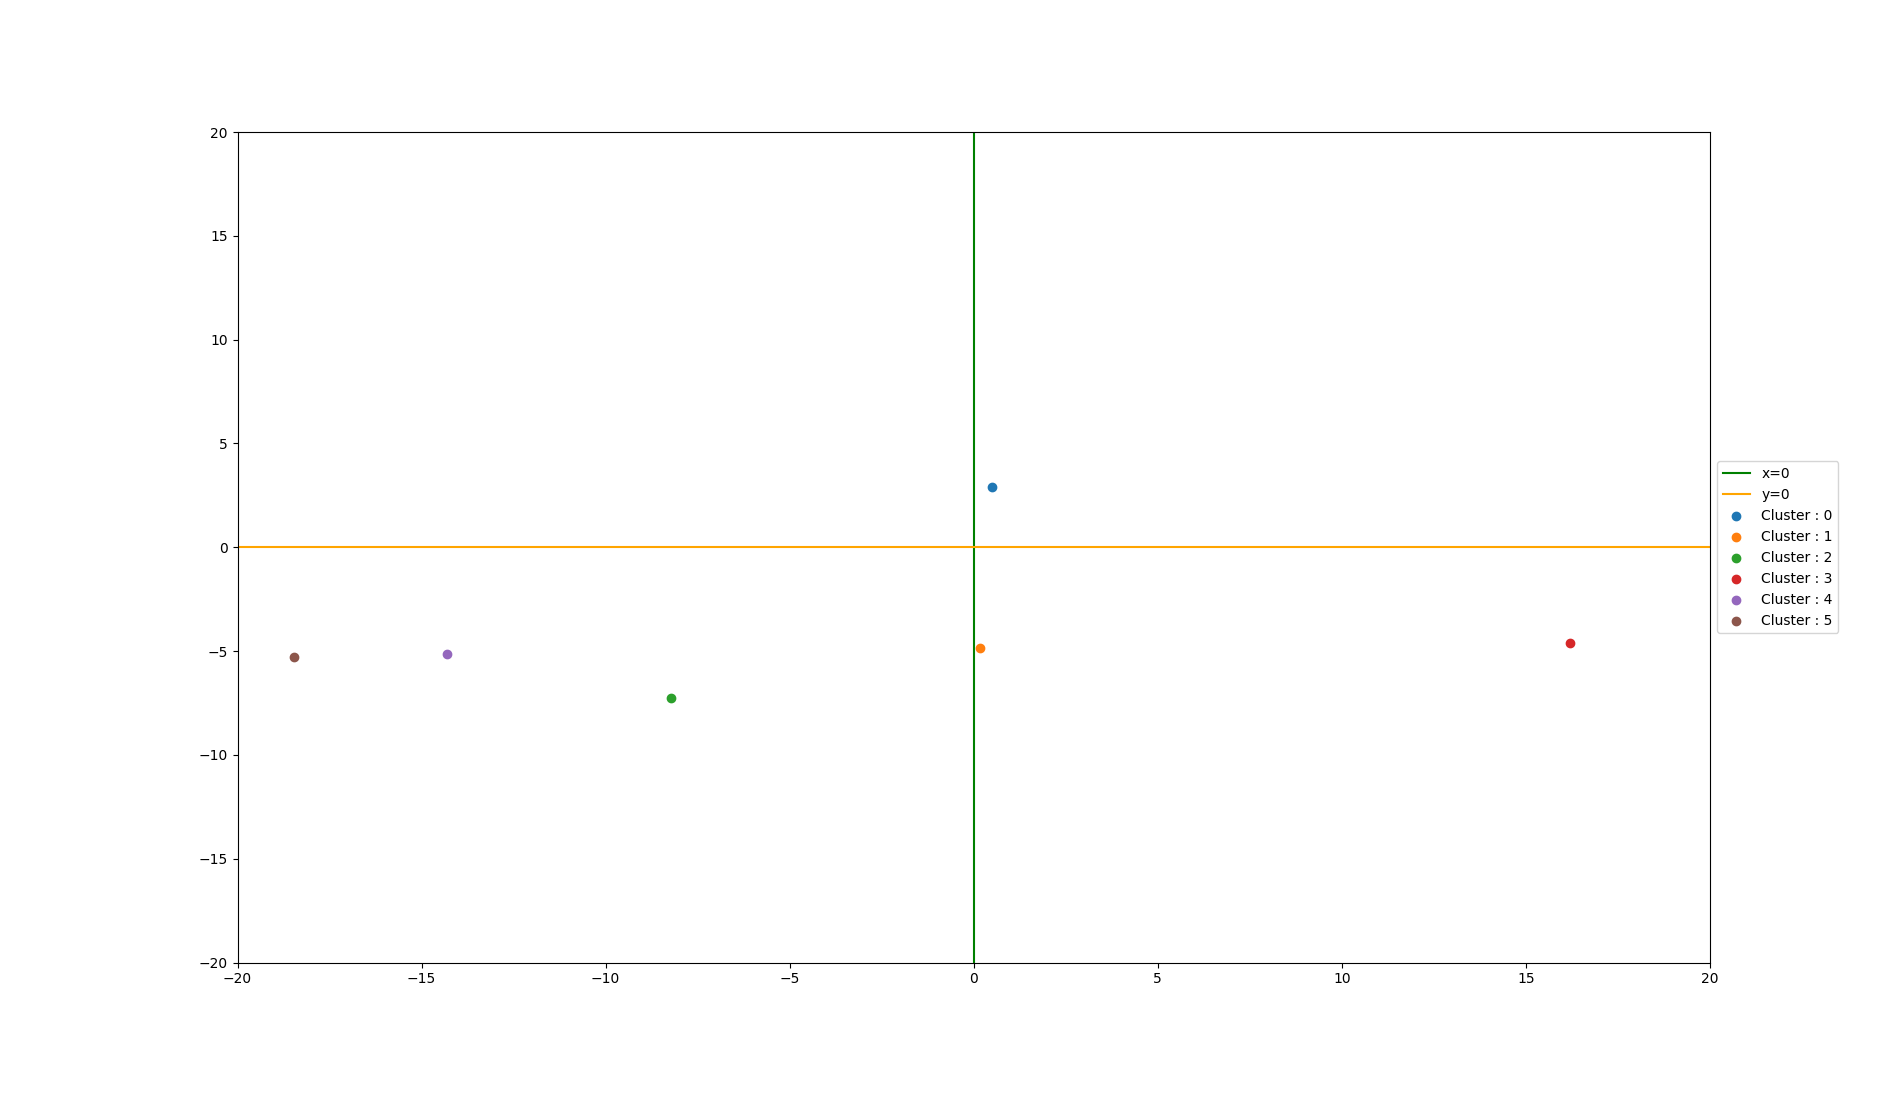 20
15
10
5
0
−5
−10
−15
−20
−20 −15 −10 −5 0 5 10 15 20
x=0
y=0
Cluster : 0
Cluster : 1
Cluster : 2
Cluster : 3
Cluster : 4
Cluster : 5